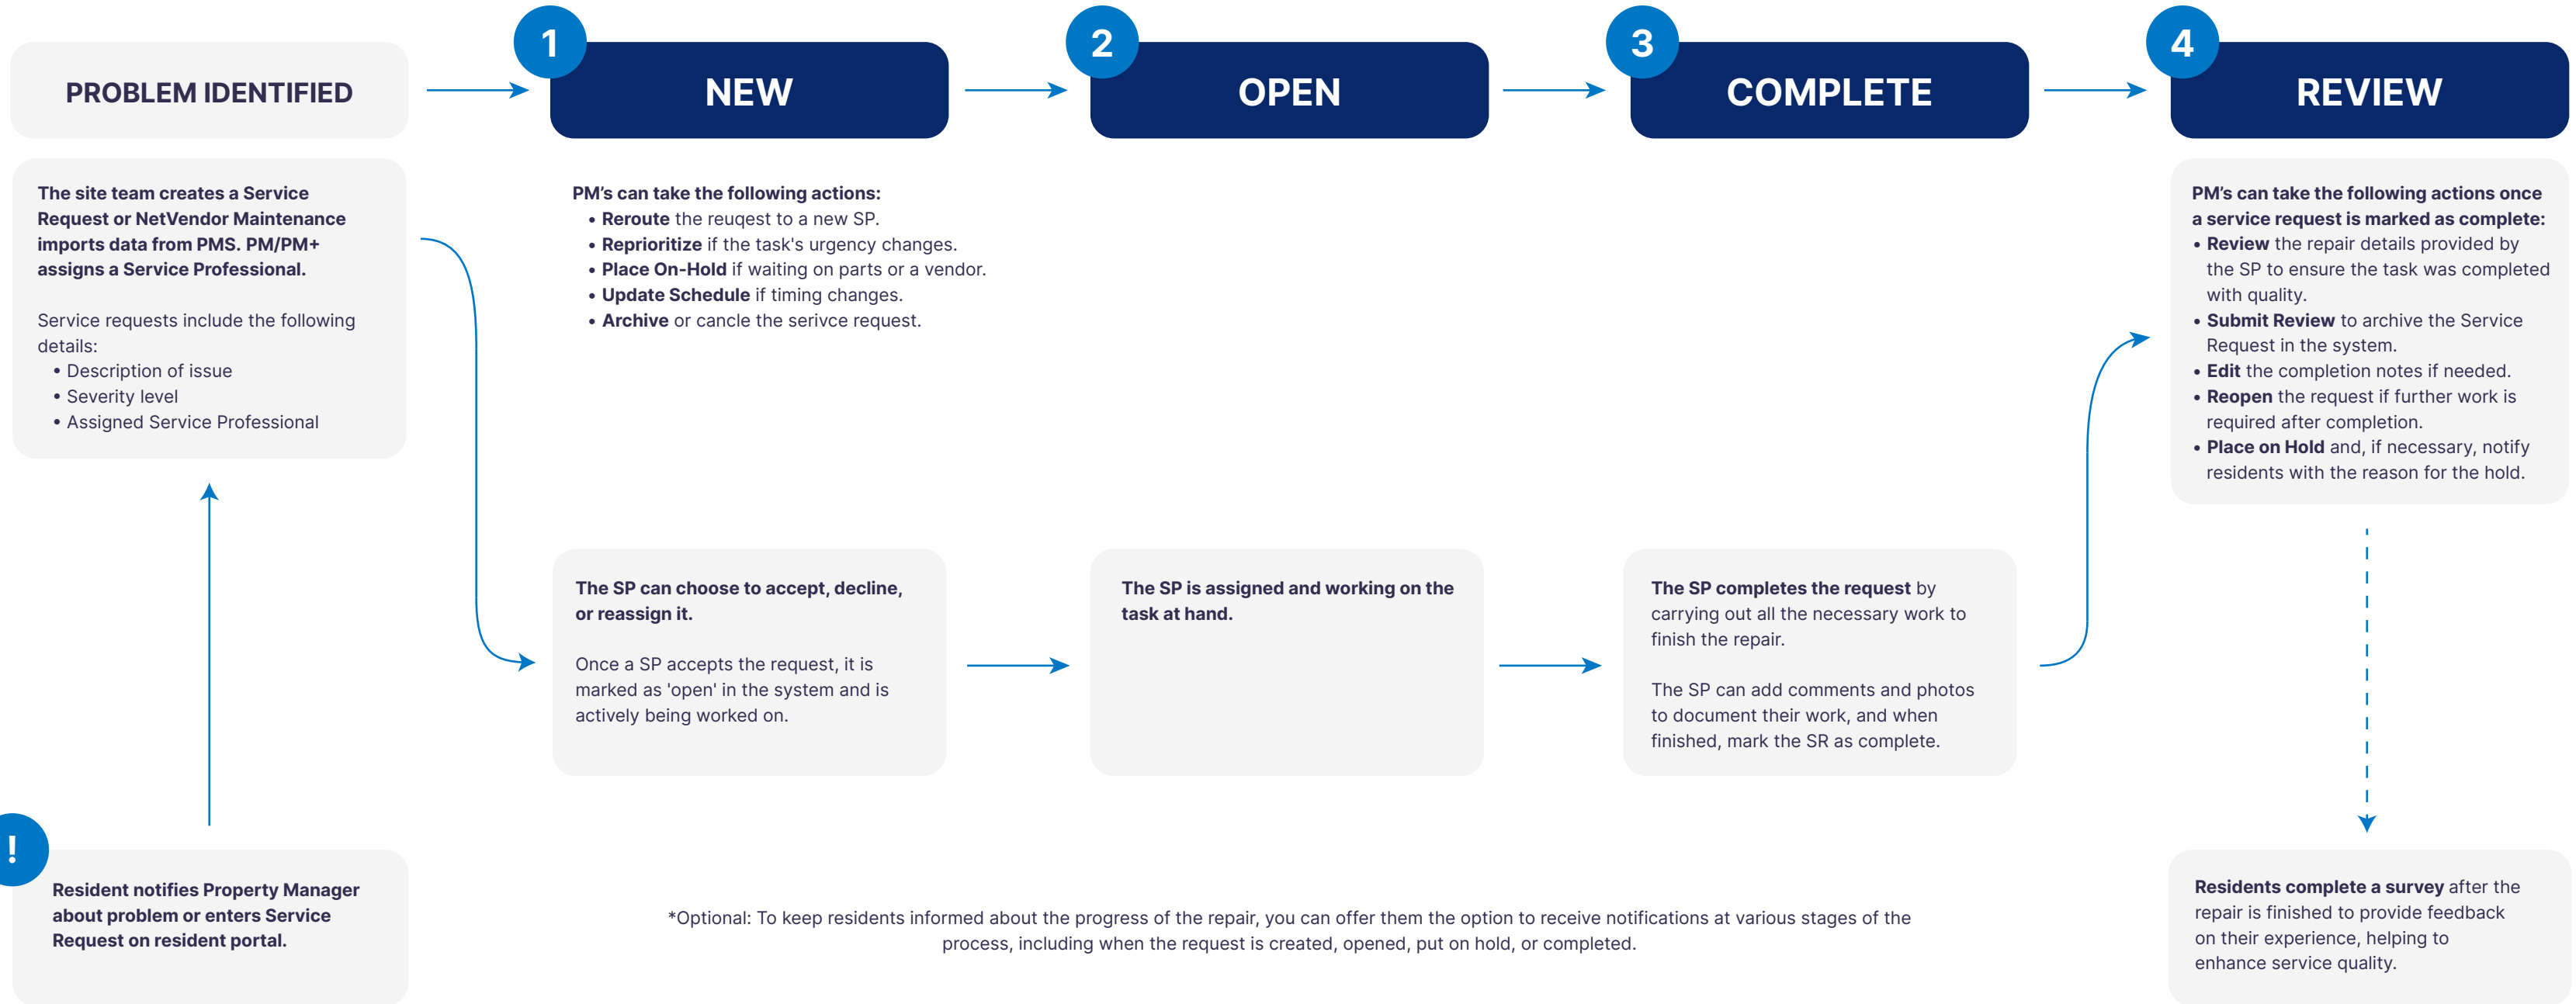 1
2
3
4
PROBLEM IDENTIFIED
NEW
OPEN
COMPLETE
REVIEW
The site team creates a Service
Request or NetVendor Maintenance
imports data from PMS. PM/PM+
assigns a Service Professional.
Service requests include the following
details:
• Description of issue
• Severity level
• Assigned Service Professional
PM’s can take the following actions:
• Reroute the reuqest to a new SP.
• Reprioritize if the task's urgency changes.
• Place On-Hold if waiting on parts or a vendor.
• Update Schedule if timing changes.
• Archive or cancle the serivce request.
PM’s can take the following actions once
a service request is marked as complete:
• Review the repair details provided by
the SP to ensure the task was completed
with quality.
• Submit Review to archive the Service
Request in the system.
• Edit the completion notes if needed.
• Reopen the request if further work is
required after completion.
• Place on Hold and, if necessary, notify
residents with the reason for the hold.
The SP can choose to accept, decline,
or reassign it.
Once a SP accepts the request, it is
marked as 'open' in the system and is
actively being worked on.
The SP is assigned and working on the
task at hand.
The SP completes the request by
carrying out all the necessary work to
finish the repair.
The SP can add comments and photos
to document their work, and when
finished, mark the SR as complete.
!
Resident notifies Property Manager
about problem or enters Service
Request on resident portal.
*Optional: To keep residents informed about the progress of the repair, you can offer them the option to receive notifications at various stages of the
process, including when the request is created, opened, put on hold, or completed.
Residents complete a survey after the
repair is finished to provide feedback
on their experience, helping to
enhance service quality.